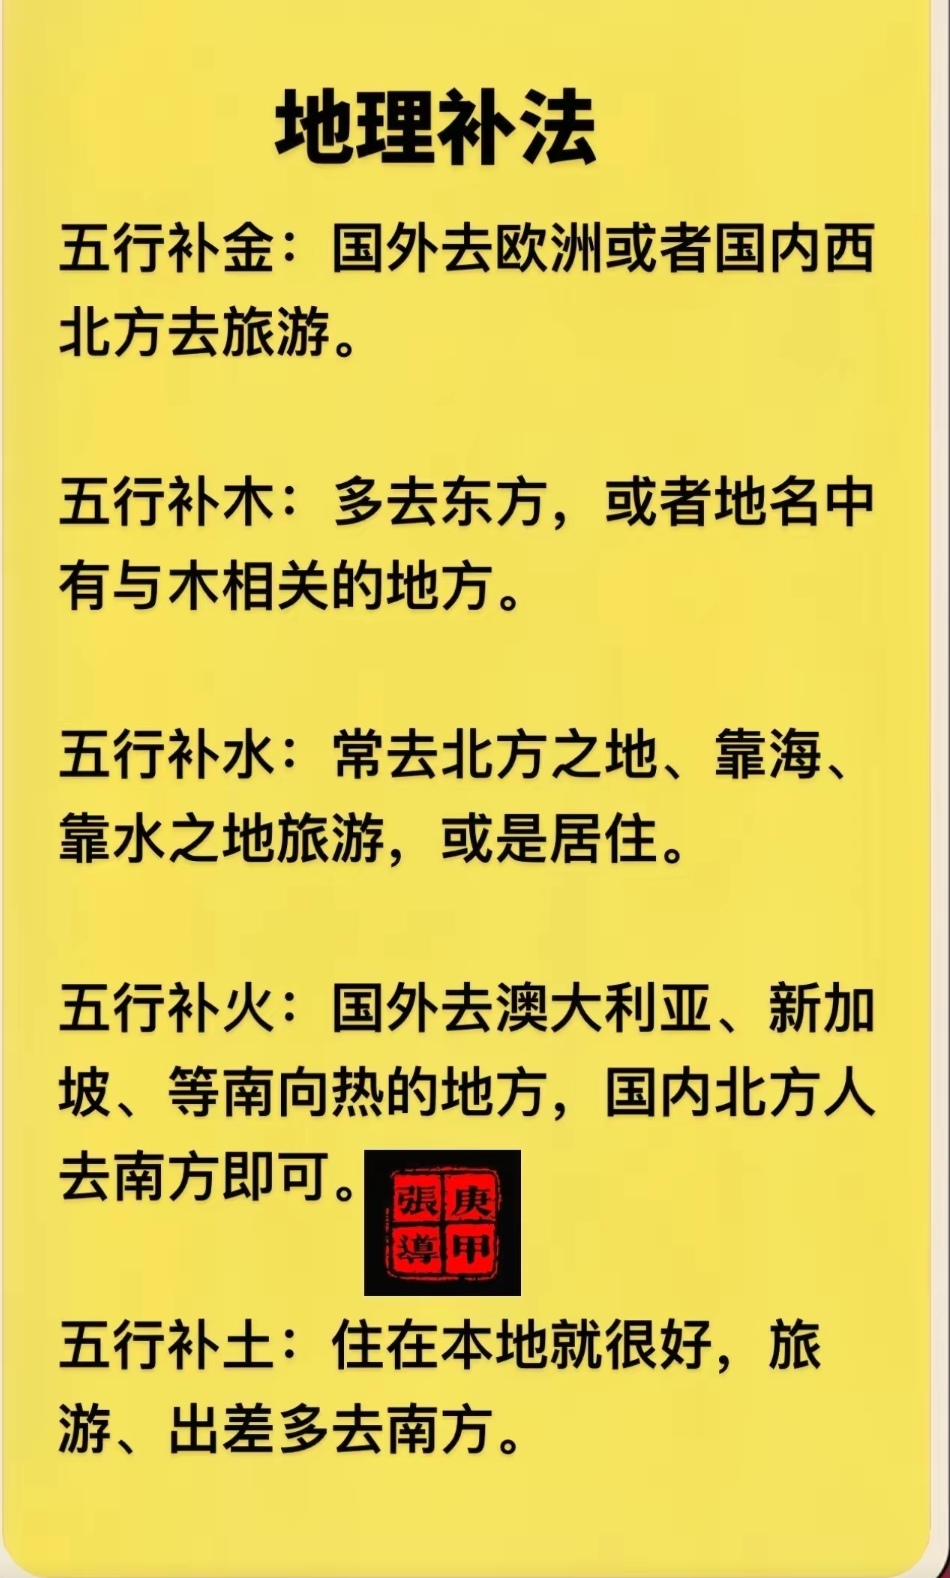 地理补法
五行补金：国外去欧洲或者国内西
北方去旅游。
五行补木：多去东方，或者地名中
有与木相关的地方。
五行补水：常去北方之地、靠海、
靠水之地旅游，或是居住。
五行补火：国外去澳大利亚、新加
坡、等南向热的地方，国内北方人
去南方即可。
張庚
導甲
五行补土：住在本地就很好，旅
游、出差多去南方。